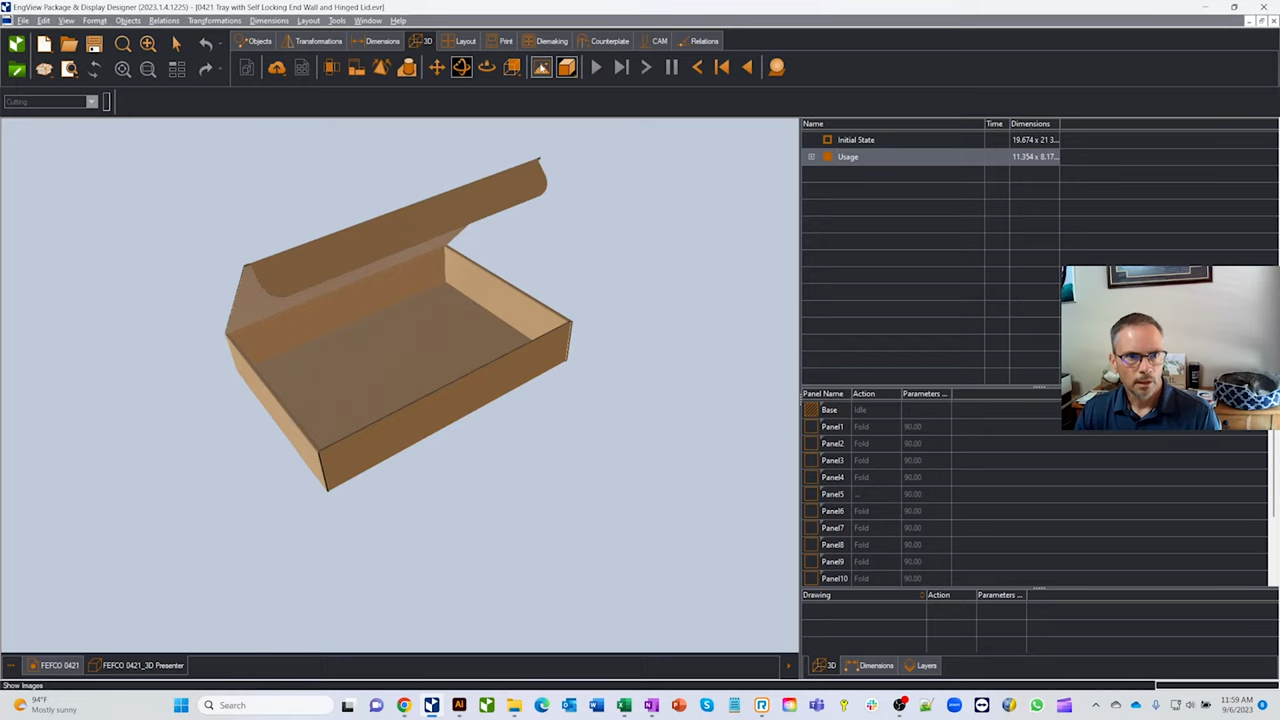 EngView Package & Display Designer (2023.1.4.1225) - [0421 Tray with Self Locking End Wall and Hinged Lid.evr]
File Edit View Format Objects Relations Transformations Dimensions Layout Tools Window Help
Objects Transformations Dimensions 3D Layout Print Diemaking Counterplate CAM Relations
Cutting
Name Time Dimensions
Initial State 19.674 x 21 3...
Usage 11.354 x 8.17...
Panel Name Action Parameters ...
Base Idle
Panel1 Fold 90.00
Panel2 Fold 90.00
Panel3 Fold 90.00
Panel4 Fold 90.00
Panel5 ...
Panel6 Fold 90.00
Panel7 Fold 90.00
Panel8 Fold 90.00
Panel9 Fold 90.00
Panel10 Fold 90.00
Drawing Action Parameters ...
... FEFCO 0421 FEFCO 0421_3D Presenter
3D Dimensions Layers
Show Images
94°F
Mostly sunny
Search
11:59 AM
9/6/2023